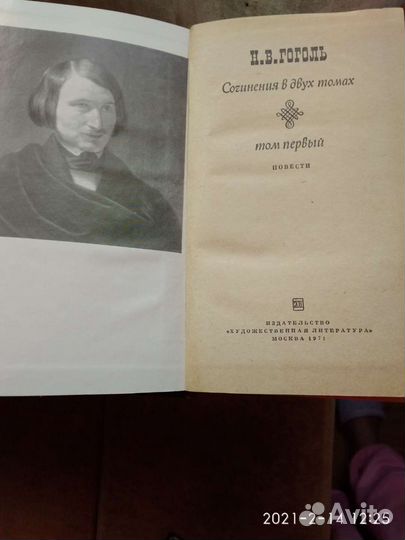 Н.В.ГОГОЛЬ
Сочинения в двух томах
том первый
ПОВЕСТИ
ИЗДАТЕЛЬСТВО
«ХУДОЖЕСТВЕННАЯ ЛИТЕРАТУРА»
МОСКВА 1971
2021-2-14 12:25
Avito